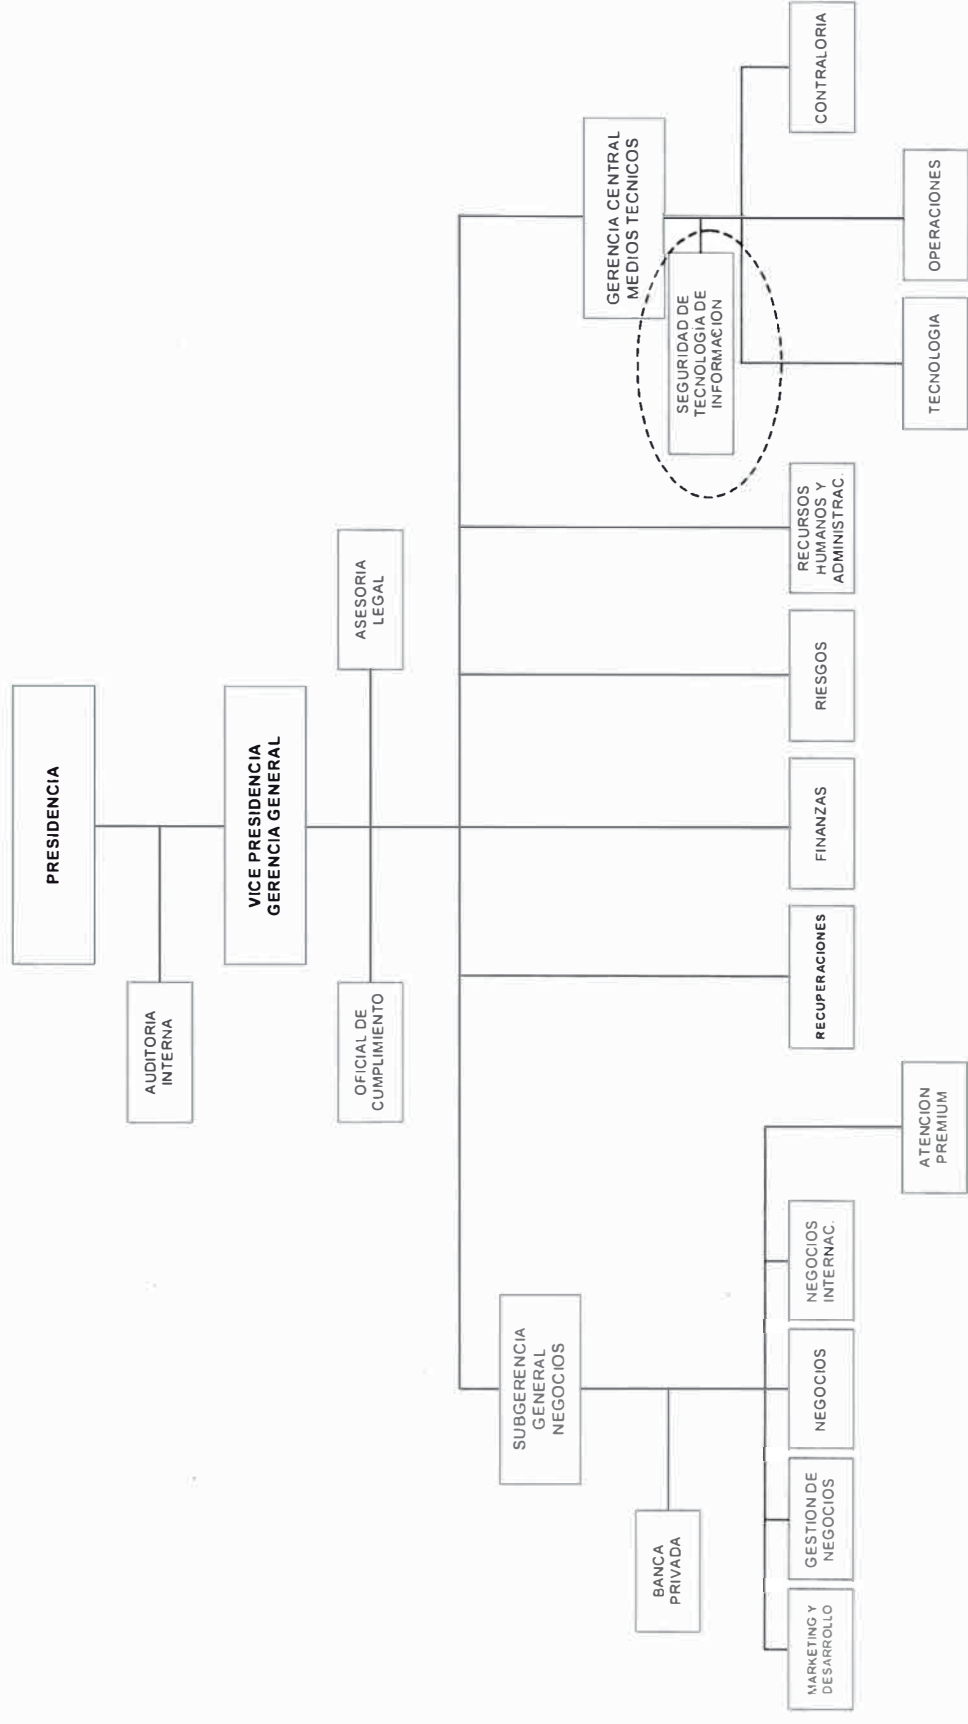 PRESIDENCIA
AUDITORIA
INTERNA
VICE PRESIDENCIA
GERENCIA GENERAL
OFICIAL DE
CUMPLIMIENTO
ASESORIA
LEGAL
SUBGERENCIA
GENERAL
NEGOCIOS
GERENCIA CENTRAL
MEDIOS TECNICOS
BANCA
PRIVADA
SEGURIDAD DE
TECNOLOGÍA DE
INFORMACION
MARKETING Y
DESARROLLO
GESTION DE
NEGOCIOS
NEGOCIOS
NEGOCIOS
INTERNAC.
RECUPERACIONES
FINANZAS
RIESGOS
RECURSOS
HUMANOS Y
ADMINISTRAC.
CONTRALORIA
ATENCION
PREMIUM
TECNOLOGIA
OPERACIONES